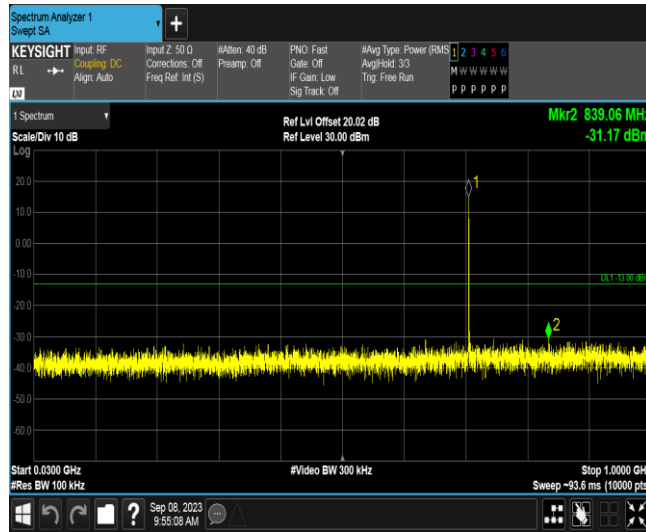 Spectrum Analyzer 1
Swept SA
+
KEYSIGHT Input: RF Input Z: 50 Ω #Atten: 40 dB PNO: Fast #Avg Type: Power (RMS 1 2 3 4 5 6
RL Coupling: DC Corrections: Off Preamp: Off Gate: Off Avg|Hold: 3/3 M W W W W W
Align: Auto Freq Ref: Int (S) IF Gain: Low Trig: Free Run
Sig Track: Off P P P P P P
LXI
1 Spectrum Ref Lvl Offset 20.02 dB Mkr2 839.06 MHz
Scale/Div 10 dB Ref Level 30.00 dBm -31.17 dBm
Log
1
20.0
10.0
0.00
-10.0
DL1 -13.00 dBm
-20.0
-30.0
2
-40.0
-50.0
-60.0
Start 0.0300 GHz #Video BW 300 kHz Stop 1.0000 GHz
#Res BW 100 kHz Sweep ~93.6 ms (10000 pts
? Sep 08, 2023
9:55:08 AM